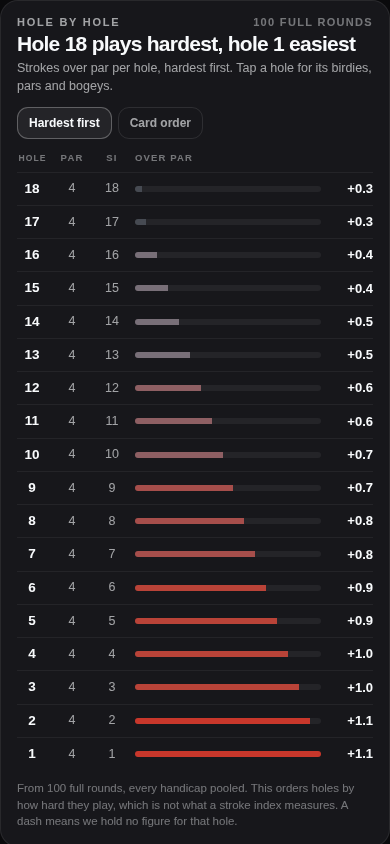 HOLE BY HOLE 100 FULL ROUNDS
Hole 18 plays hardest, hole 1 easiest
Strokes over par per hole, hardest first. Tap a hole for its birdies,
pars and bogeys.
Hardest first Card order
HOLE PAR SI OVER PAR
18 4 18 +0.3
17 4 17 +0.3
16 4 16 +0.4
15 4 15 +0.4
14 4 14 +0.5
13 4 13 +0.5
12 4 12 +0.6
11 4 11 +0.6
10 4 10 +0.7
9 4 9 +0.7
8 4 8 +0.8
7 4 7 +0.8
6 4 6 +0.9
5 4 5 +0.9
4 4 4 +1.0
3 4 3 +1.0
2 4 2 +1.1
1 4 1 +1.1
From 100 full rounds, every handicap pooled. This orders holes by
how hard they play, which is not what a stroke index measures. A
dash means we hold no figure for that hole.